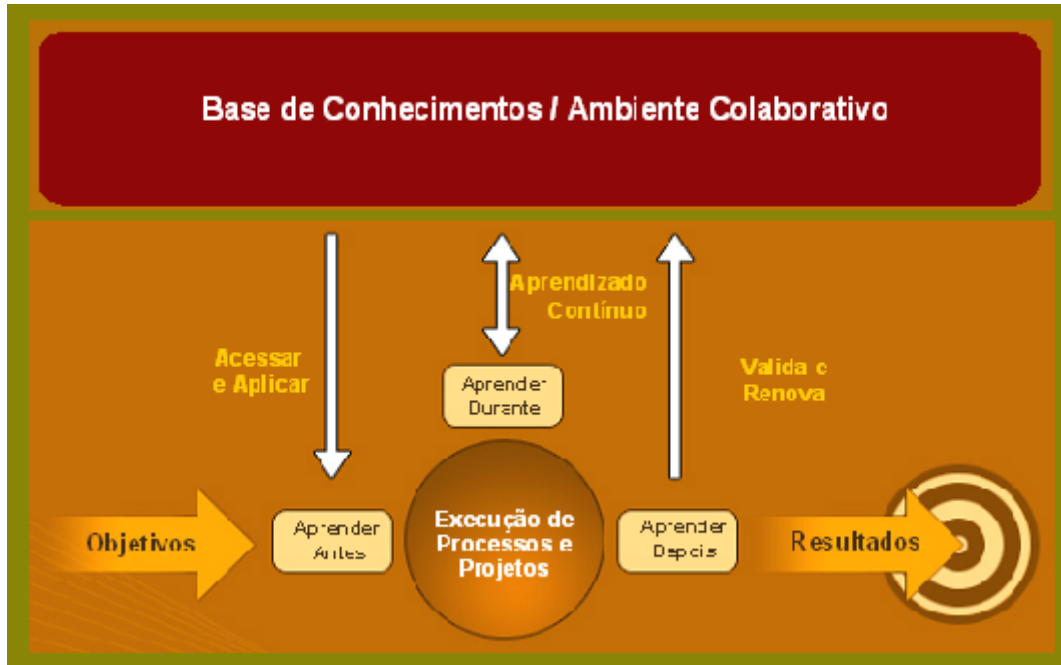 Base de Conhecimentos / Ambiente Colaborativo
Acessar
e Aplicar
Aprendizado
Contínuo
Valida e
Renova
Aprender
Durante
Objetivos
Aprender
Antes
Execução de
Processos e
Projetos
Aprender
Depois
Resultados